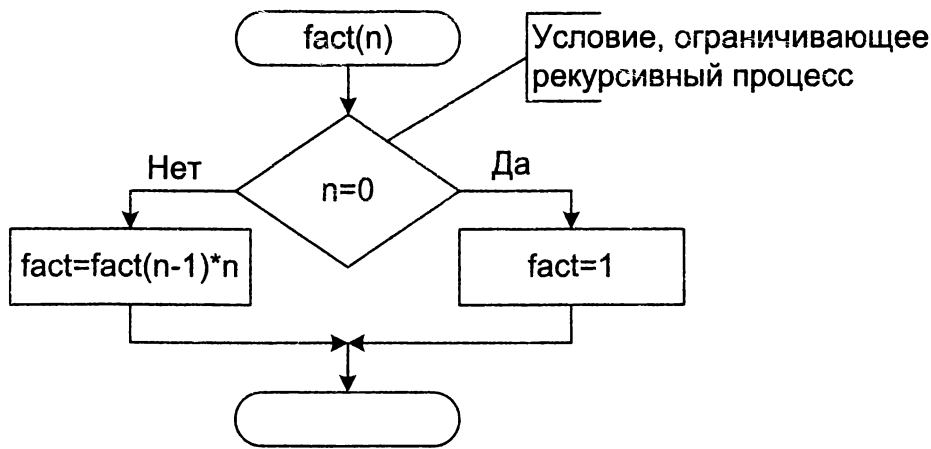 fact(n)
Условие, ограничивающее
рекурсивный процесс
Нет
Да
n=0
fact=fact(n-1)*n
fact=1